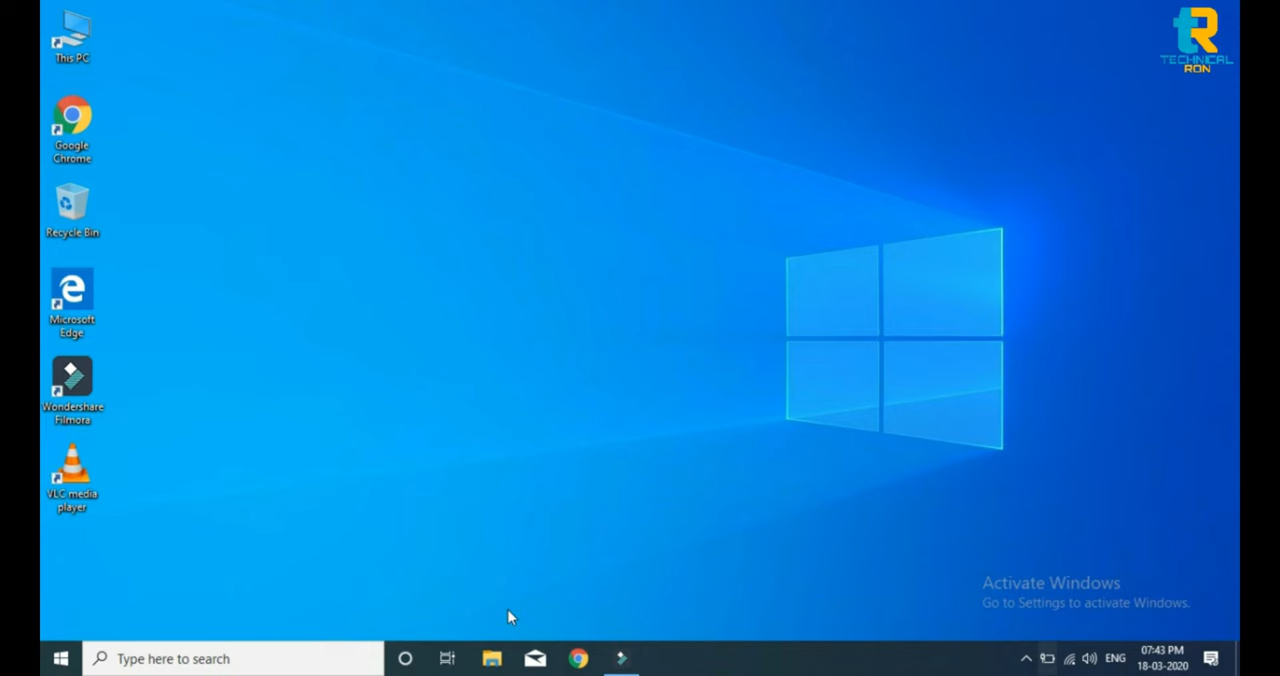 TECHNICAL
RON
This PC
Google
Chrome
Recycle Bin
Microsoft
Edge
Wondershare
Filmora
VLC media
player
Activate Windows
Go to Settings to activate Windows.
Type here to search
ENG
07:43 PM
18-03-2020